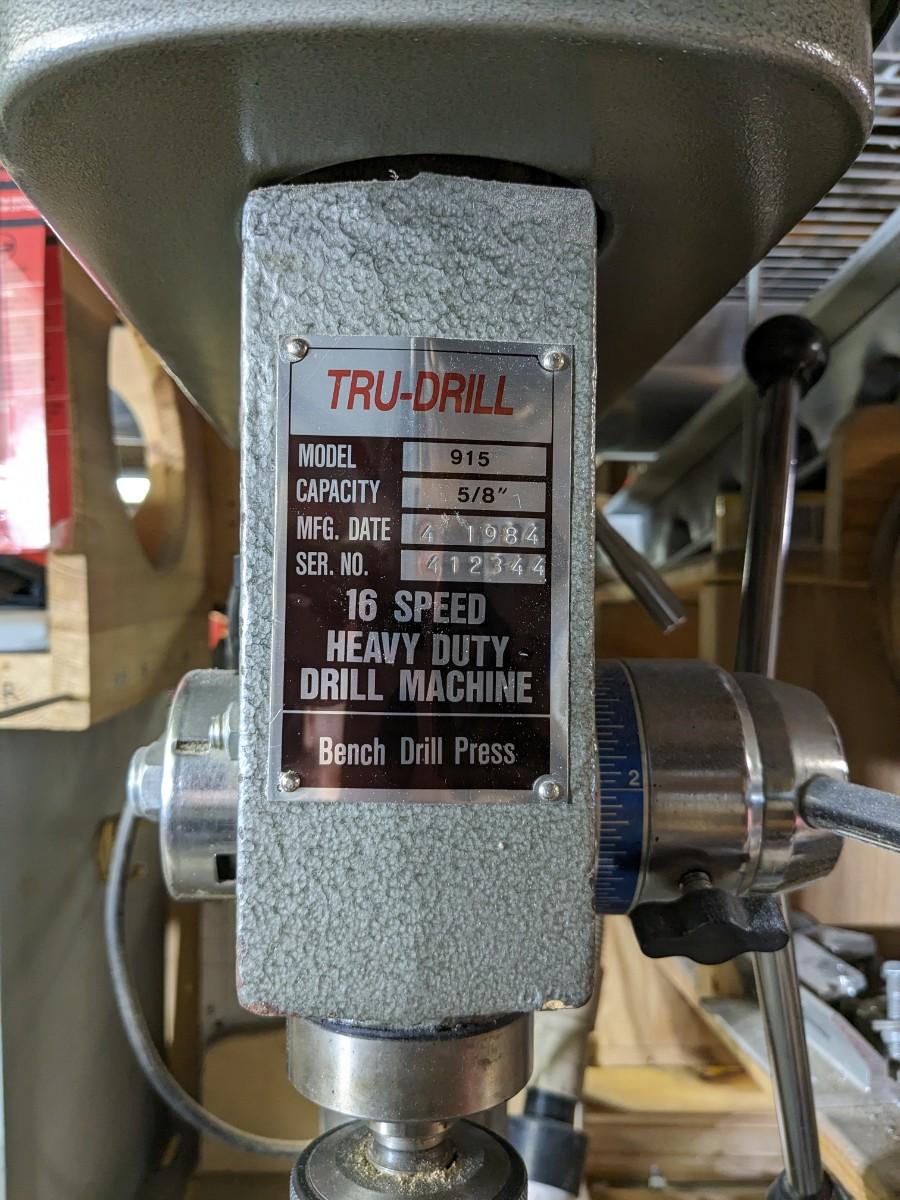 TRU-DRILL
MODEL 915
CAPACITY 5/8"
MFG. DATE 4 1984
SER. NO. 412344
16 SPEED
HEAVY DUTY
DRILL MACHINE
Bench Drill Press
2